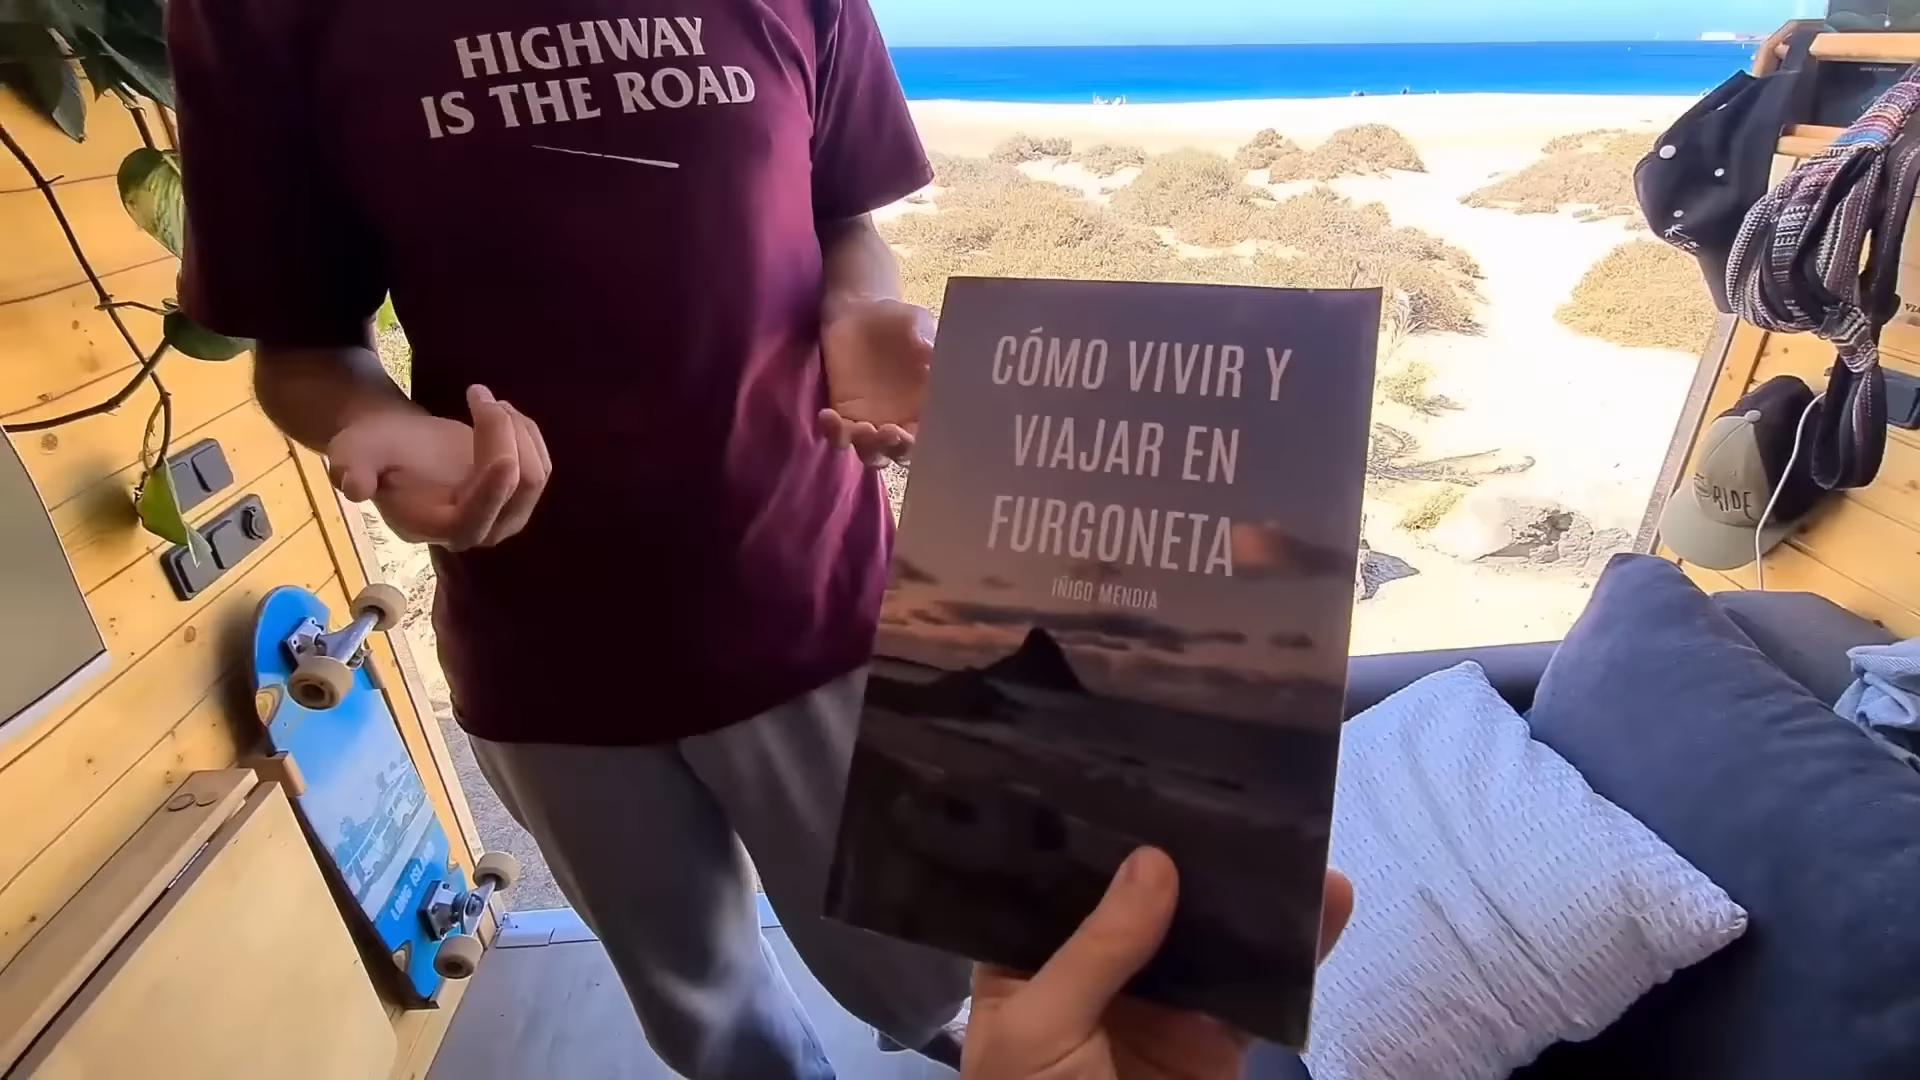 HIGHWAY
IS THE ROAD
CÓMO VIVIR Y
VIAJAR EN
FURGONETA
IÑIGO MENDIA
RIDE